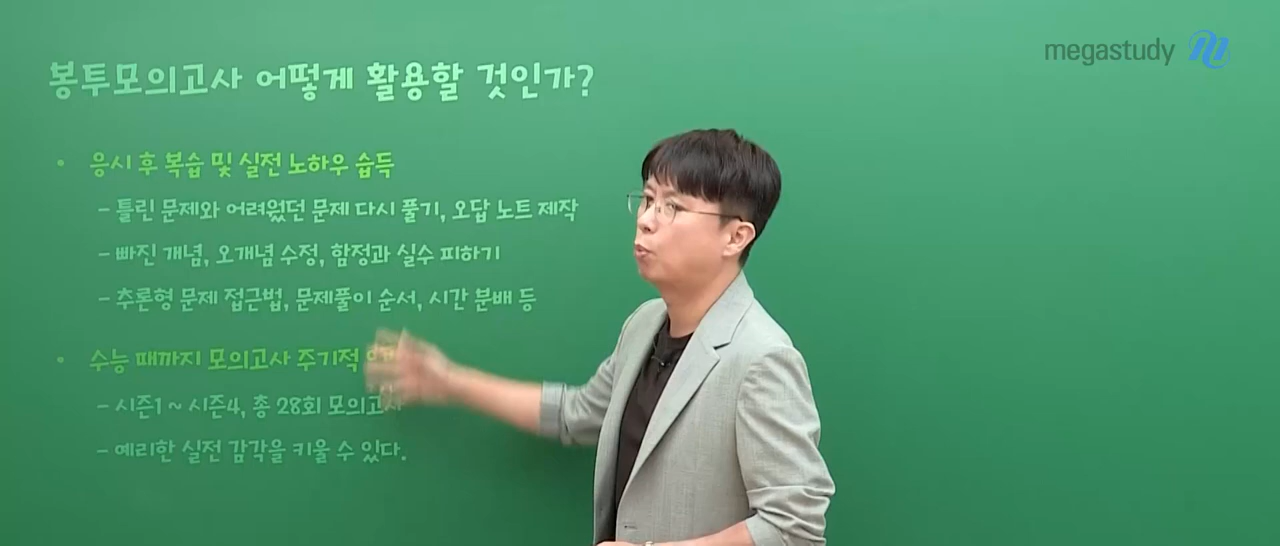 megastudy
봉투모의고사 어떻게 활용할 것인가?
• 응시 후 복습 및 실전 노하우 습득
– 틀린 문제와 어려웠던 문제 다시 풀기, 오답 노트 제작
– 빠진 개념, 오개념 수정, 함정과 실수 피하기
– 추론형 문제 접근법, 문제풀이 순서, 시간 분배 등
• 수능 때까지 모의고사 주기적
– 시즌1 ~ 시즌4, 총 28회 모의고사
– 예리한 실전 감각을 키울 수 있다.